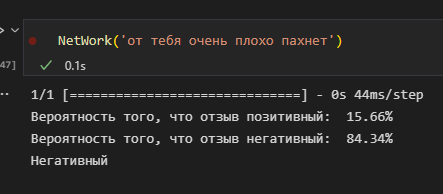 NetWork('от тебя очень плохо пахнет')
47]
0.1s
1/1 [==============================] - 0s 44ms/step
Вероятность того, что отзыв позитивный:  15.66%
Вероятность того, что отзыв негативный:  84.34%
Негативный